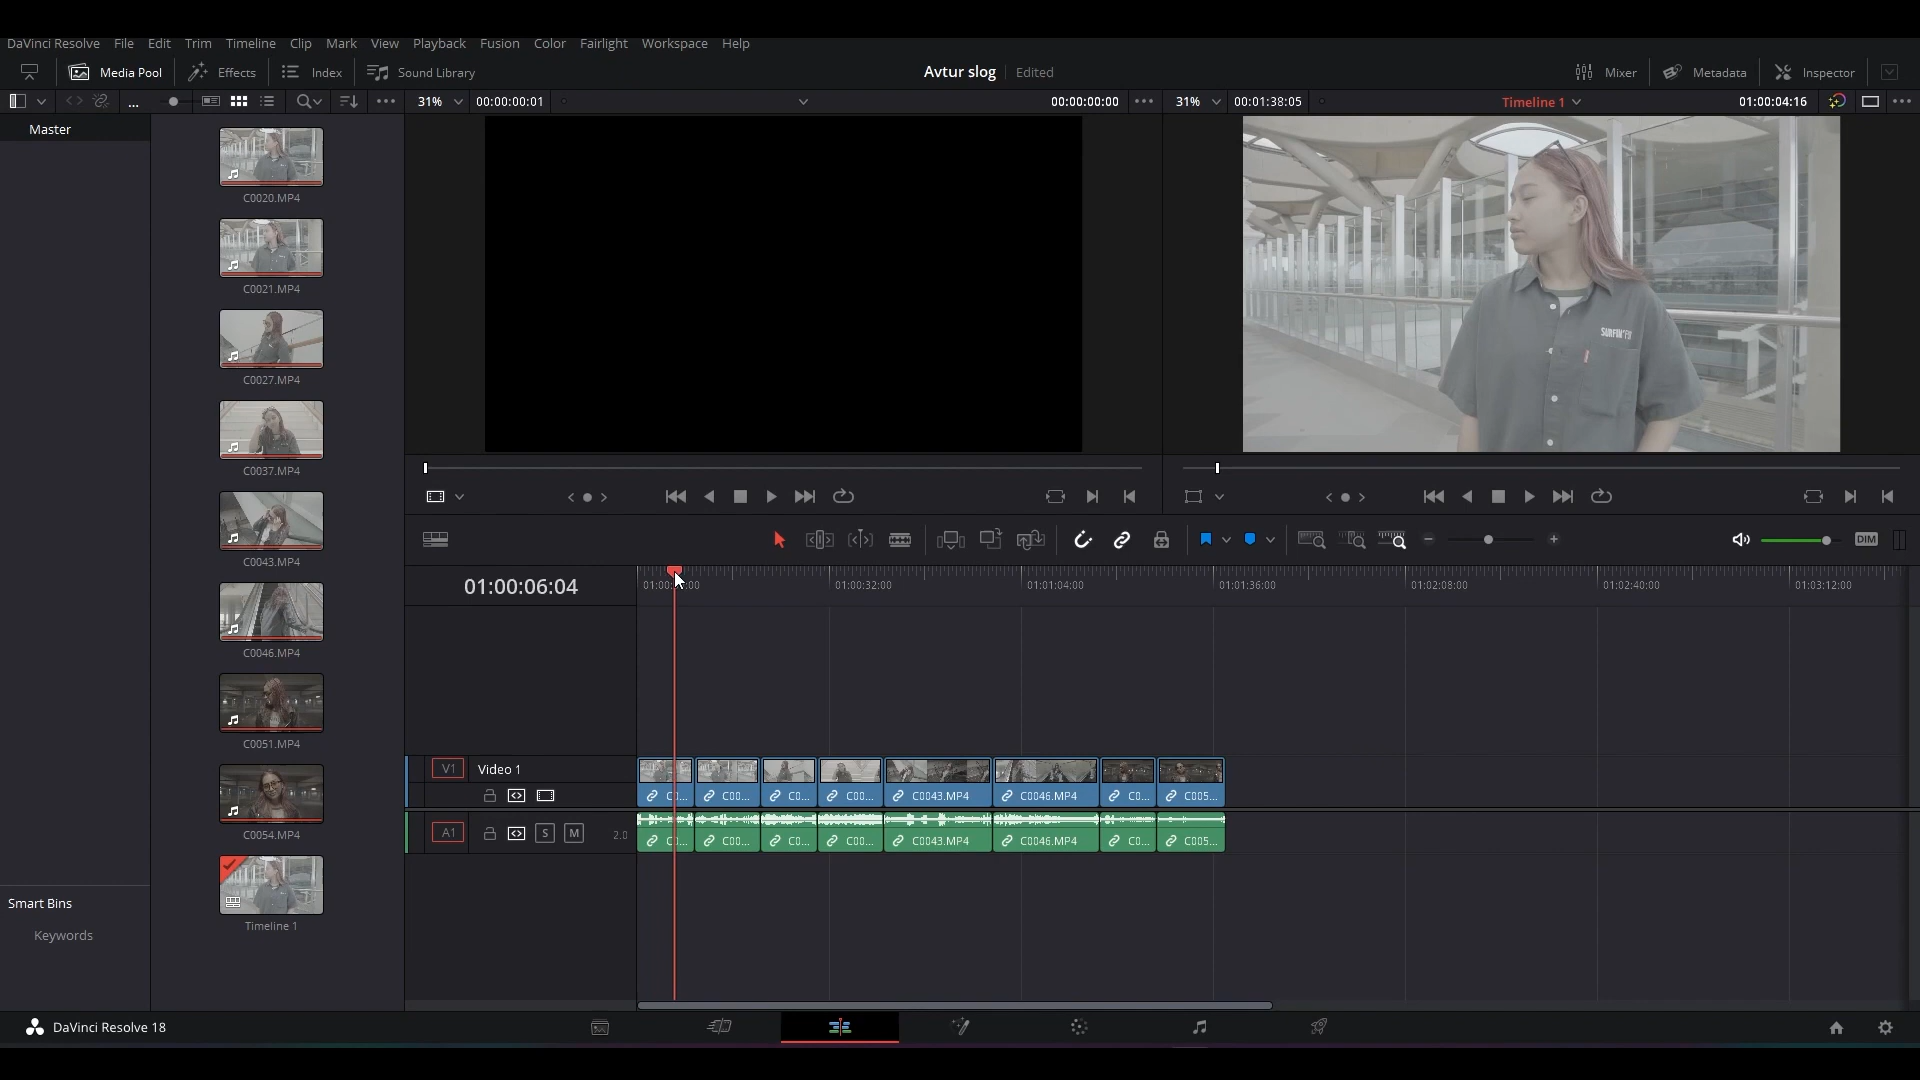 DaVinci Resolve File Edit Trim Timeline Clip Mark View Playback Fusion Color Fairlight Workspace Help
Media Pool Effects Index Sound Library Avtur slog Edited Mixer Metadata Inspector
31% 00:00:00:01 00:00:00:00 31% 00:01:38:05 Timeline 1 01:00:04:16
Master
C0020.MP4
C0021.MP4
C0027.MP4
C0037.MP4
C0043.MP4
C0046.MP4
C0051.MP4
C0054.MP4
Timeline 1
Smart Bins
Keywords
SURFIN'FU
DIM
01:00:06:04
01:00:32:00 01:01:04:00 01:01:36:00 01:02:08:00 01:02:40:00 01:03:12:00
V1 Video 1
C... C00... C0... C00... C0043.MP4 C0046.MP4 C0... C005...
A1 S M 2.0
C... C00... C0... C00... C0043.MP4 C0046.MP4 C0... C005...
DaVinci Resolve 18